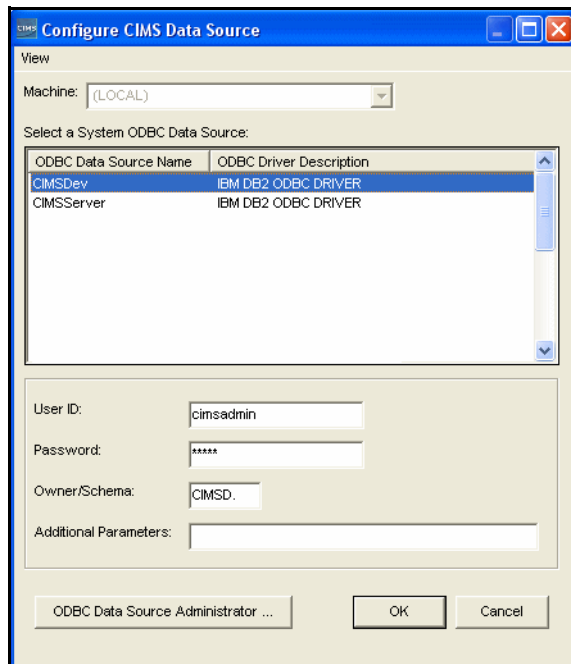 CIMS Configure CIMS Data Source
View
Machine: (LOCAL)
Select a System ODBC Data Source:
ODBC Data Source Name ODBC Driver Description
CIMSDev IBM DB2 ODBC DRIVER
CIMSServer IBM DB2 ODBC DRIVER
User ID: cimsadmin
Password: *****
Owner/Schema: CIMSD.
Additional Parameters:
ODBC Data Source Administrator ... OK Cancel